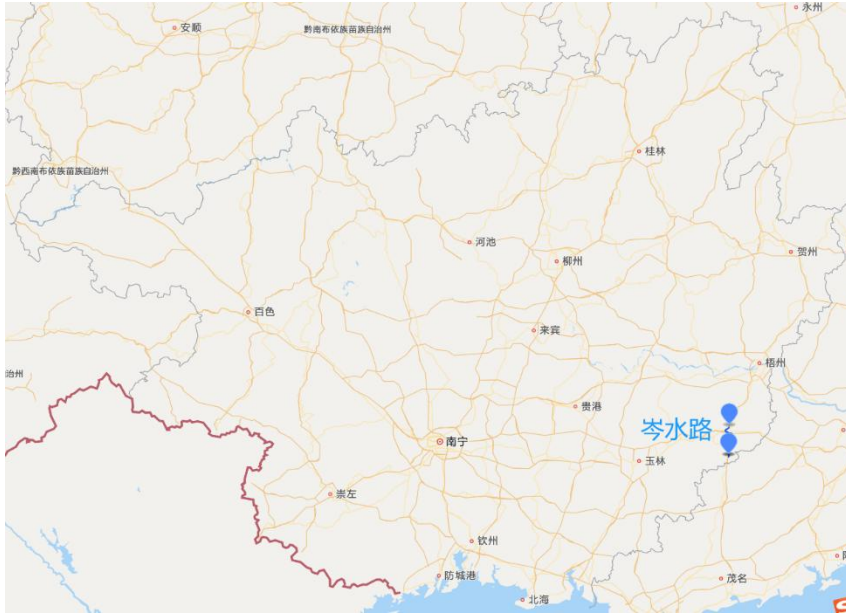 永州
安顺
黔南布依族苗族自治州
桂林
黔西南布依族苗族自治州
河池
贺州
柳州
百色
来宾
梧州
治州
贵港
岑水路
南宁
玉林
崇左
钦州
防城港
茂名
北海